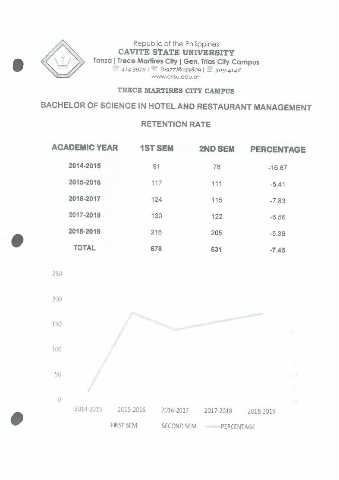 Republic of the Philippines
CAVITE STATE UNIVERSITY
Tanza | Trece Martires City | Gen. Trias City Campus
www.cvsu.edu.ph
TRECE MARTIRES CITY CAMPUS
BACHELOR OF SCIENCE IN HOTEL AND RESTAURANT MANAGEMENT
RETENTION RATE
ACADEMIC YEAR 1ST SEM 2ND SEM PERCENTAGE
2014-2015 91 78 -16.67
2015-2016 117 111 -5.41
2016-2017 124 115 -7.83
2017-2018 130 122 -6.56
2018-2019 216 205 -5.36
TOTAL 678 631 -7.45
250
200
150
100
50
0
2014-2015 2015-2016 2016-2017 2017-2018 2018-2019
FIRST SEM SECOND SEM PERCENTAGE